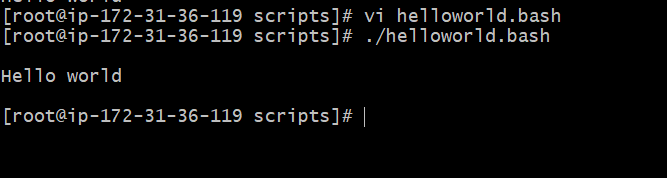 [root@ip-172-31-36-119 scripts]# vi helloworld.bash
[root@ip-172-31-36-119 scripts]# ./helloworld.bash
Hello world
[root@ip-172-31-36-119 scripts]#